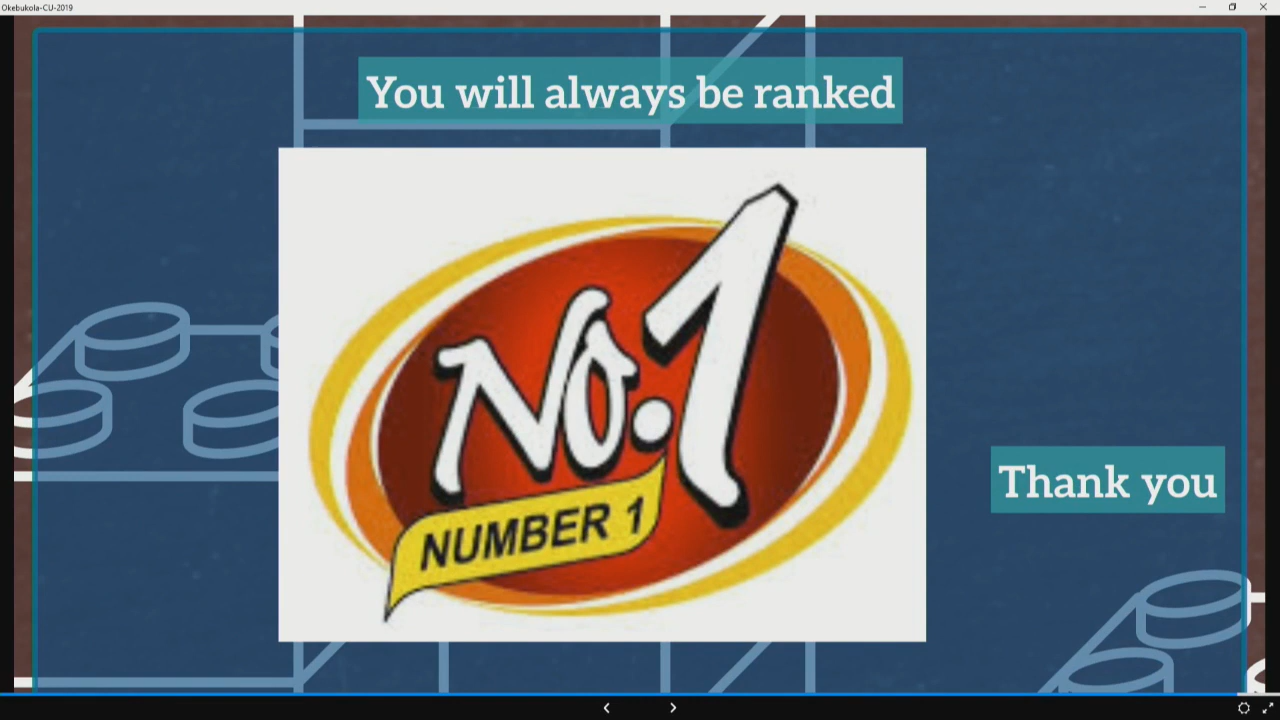 Okebukola-CU-2019
You will always be ranked
No.1
NUMBER 1
Thank you